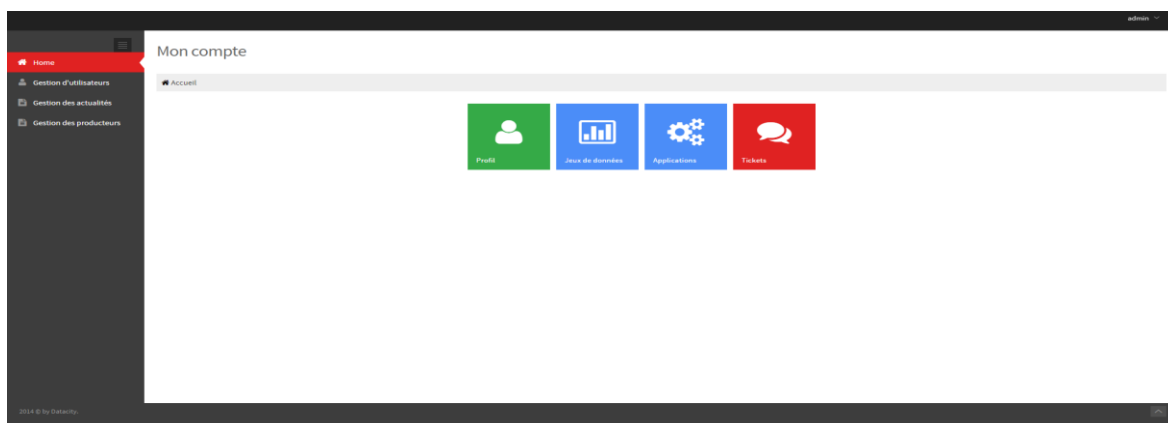 admin
Mon compte
Home
Gestion d'utilisateurs
Gestion des actualités
Gestion des producteurs
Accueil
Profil
Jeux de données
Applications
Tickets
2014 © by Datacity.